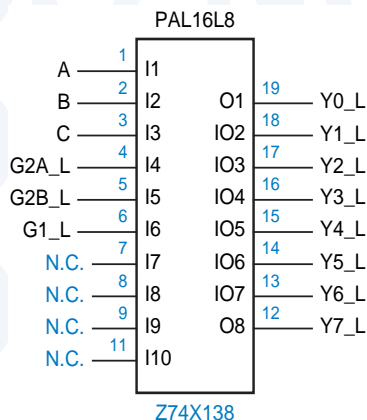 PAL16L8
A 1 I1
B 2 I2 O1 19 Y0_L
C 3 I3 IO2 18 Y1_L
G2A_L 4 I4 IO3 17 Y2_L
G2B_L 5 I5 IO4 16 Y3_L
G1_L 6 I6 IO5 15 Y4_L
N.C. 7 I7 IO6 14 Y5_L
N.C. 8 I8 IO7 13 Y6_L
N.C. 9 I9 O8 12 Y7_L
N.C. 11 I10
Z74X138